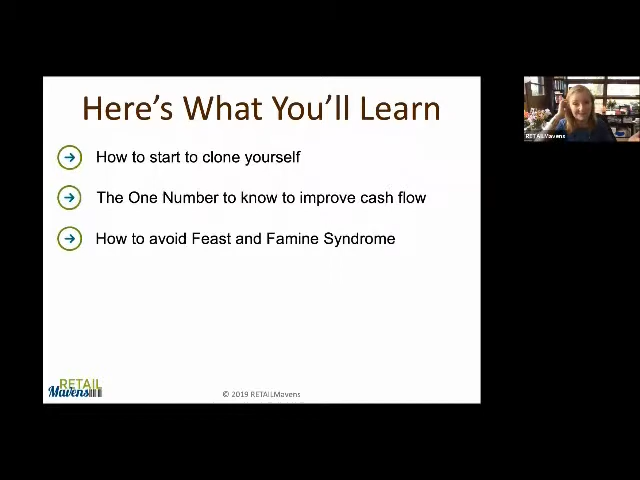 Here's What You'll Learn
How to start to clone yourself
The One Number to know to improve cash flow
How to avoid Feast and Famine Syndrome
RETAIL
Mavens
© 2019 RETAILMavens
RETAILMavens